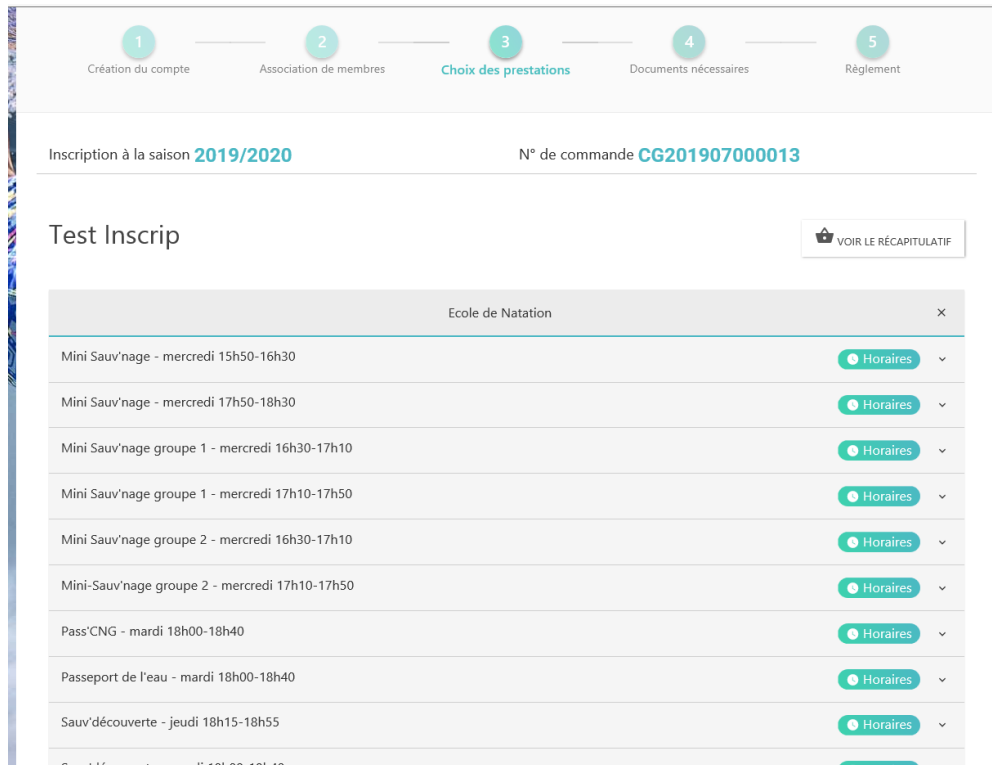 1 2 3 4 5
Création du compte Association de membres Choix des prestations Documents nécessaires Règlement
Inscription à la saison 2019/2020 N° de commande CG201907000013
Test Inscrip VOIR LE RÉCAPITULATIF
Ecole de Natation ×
Mini Sauv'nage - mercredi 15h50-16h30 Horaires
Mini Sauv'nage - mercredi 17h50-18h30 Horaires
Mini Sauv'nage groupe 1 - mercredi 16h30-17h10 Horaires
Mini Sauv'nage groupe 1 - mercredi 17h10-17h50 Horaires
Mini Sauv'nage groupe 2 - mercredi 16h30-17h10 Horaires
Mini-Sauv'nage groupe 2 - mercredi 17h10-17h50 Horaires
Pass'CNG - mardi 18h00-18h40 Horaires
Passeport de l'eau - mardi 18h00-18h40 Horaires
Sauv'découverte - jeudi 18h15-18h55 Horaires